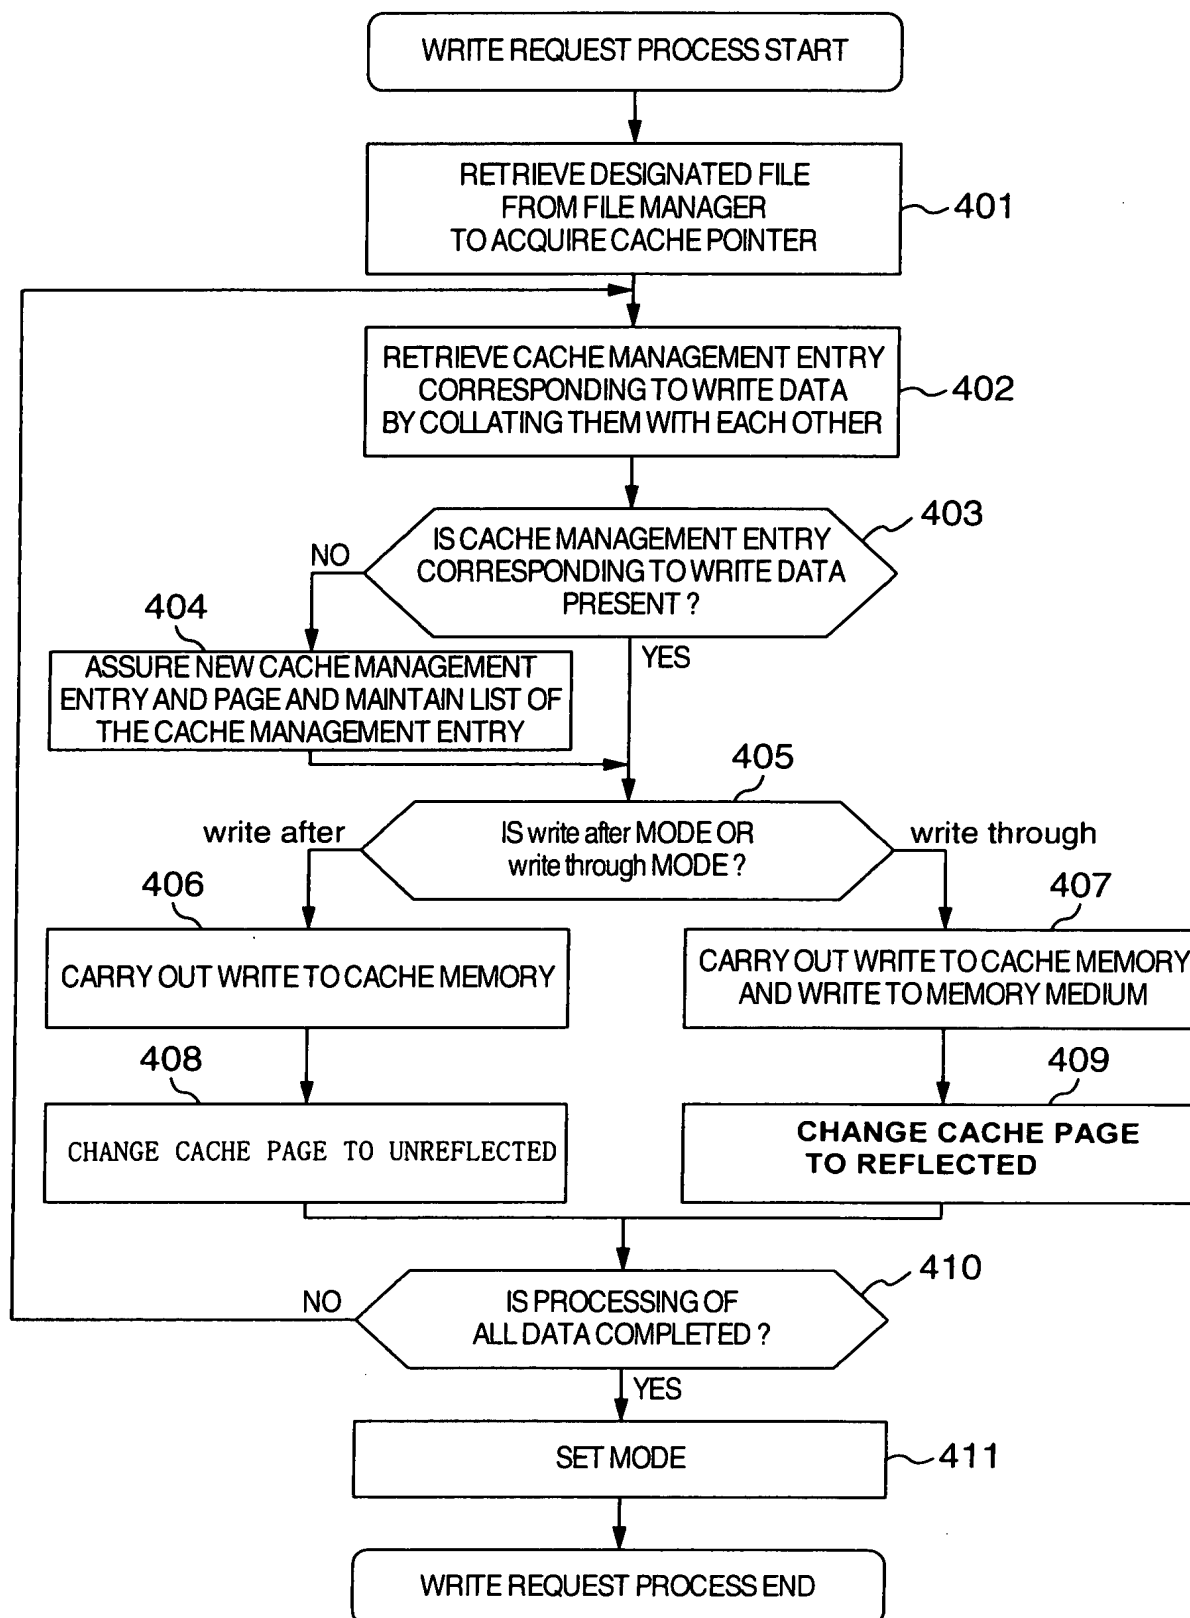 WRITE REQUEST PROCESS START
RETRIEVE DESIGNATED FILE
FROM FILE MANAGER
TO ACQUIRE CACHE POINTER
401
RETRIEVE CACHE MANAGEMENT ENTRY
CORRESPONDING TO WRITE DATA
BY COLLATING THEM WITH EACH OTHER
402
403
IS CACHE MANAGEMENT ENTRY
CORRESPONDING TO WRITE DATA
PRESENT ?
NO
YES
404
ASSURE NEW CACHE MANAGEMENT
ENTRY AND PAGE AND MAINTAIN LIST OF
THE CACHE MANAGEMENT ENTRY
405
write after
IS write after MODE OR
write through MODE ?
write through
406
407
CARRY OUT WRITE TO CACHE MEMORY
CARRY OUT WRITE TO CACHE MEMORY
AND WRITE TO MEMORY MEDIUM
408
409
CHANGE CACHE PAGE TO UNREFLECTED
CHANGE CACHE PAGE
TO REFLECTED
410
NO
IS PROCESSING OF
ALL DATA COMPLETED ?
YES
SET MODE
411
WRITE REQUEST PROCESS END